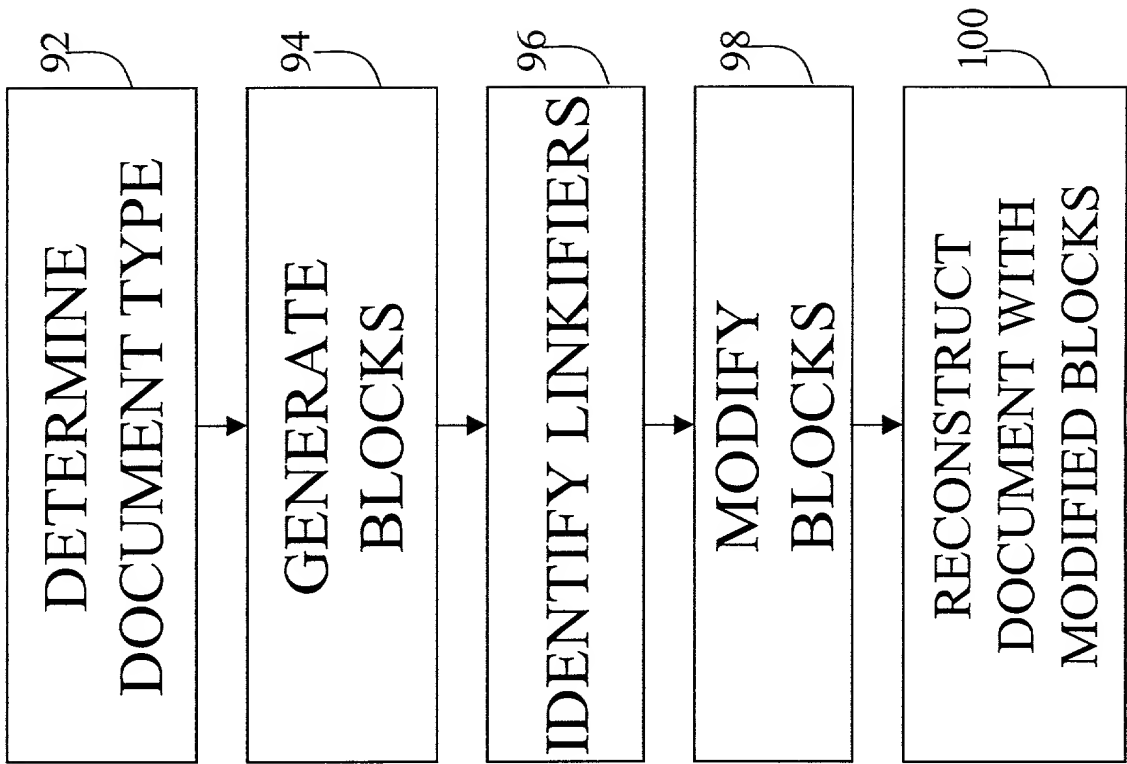 92
DETERMINE
DOCUMENT TYPE
94
GENERATE
BLOCKS
96
IDENTIFY LINKIFIERS
98
MODIFY
BLOCKS
100
RECONSTRUCT
DOCUMENT WITH
MODIFIED BLOCKS